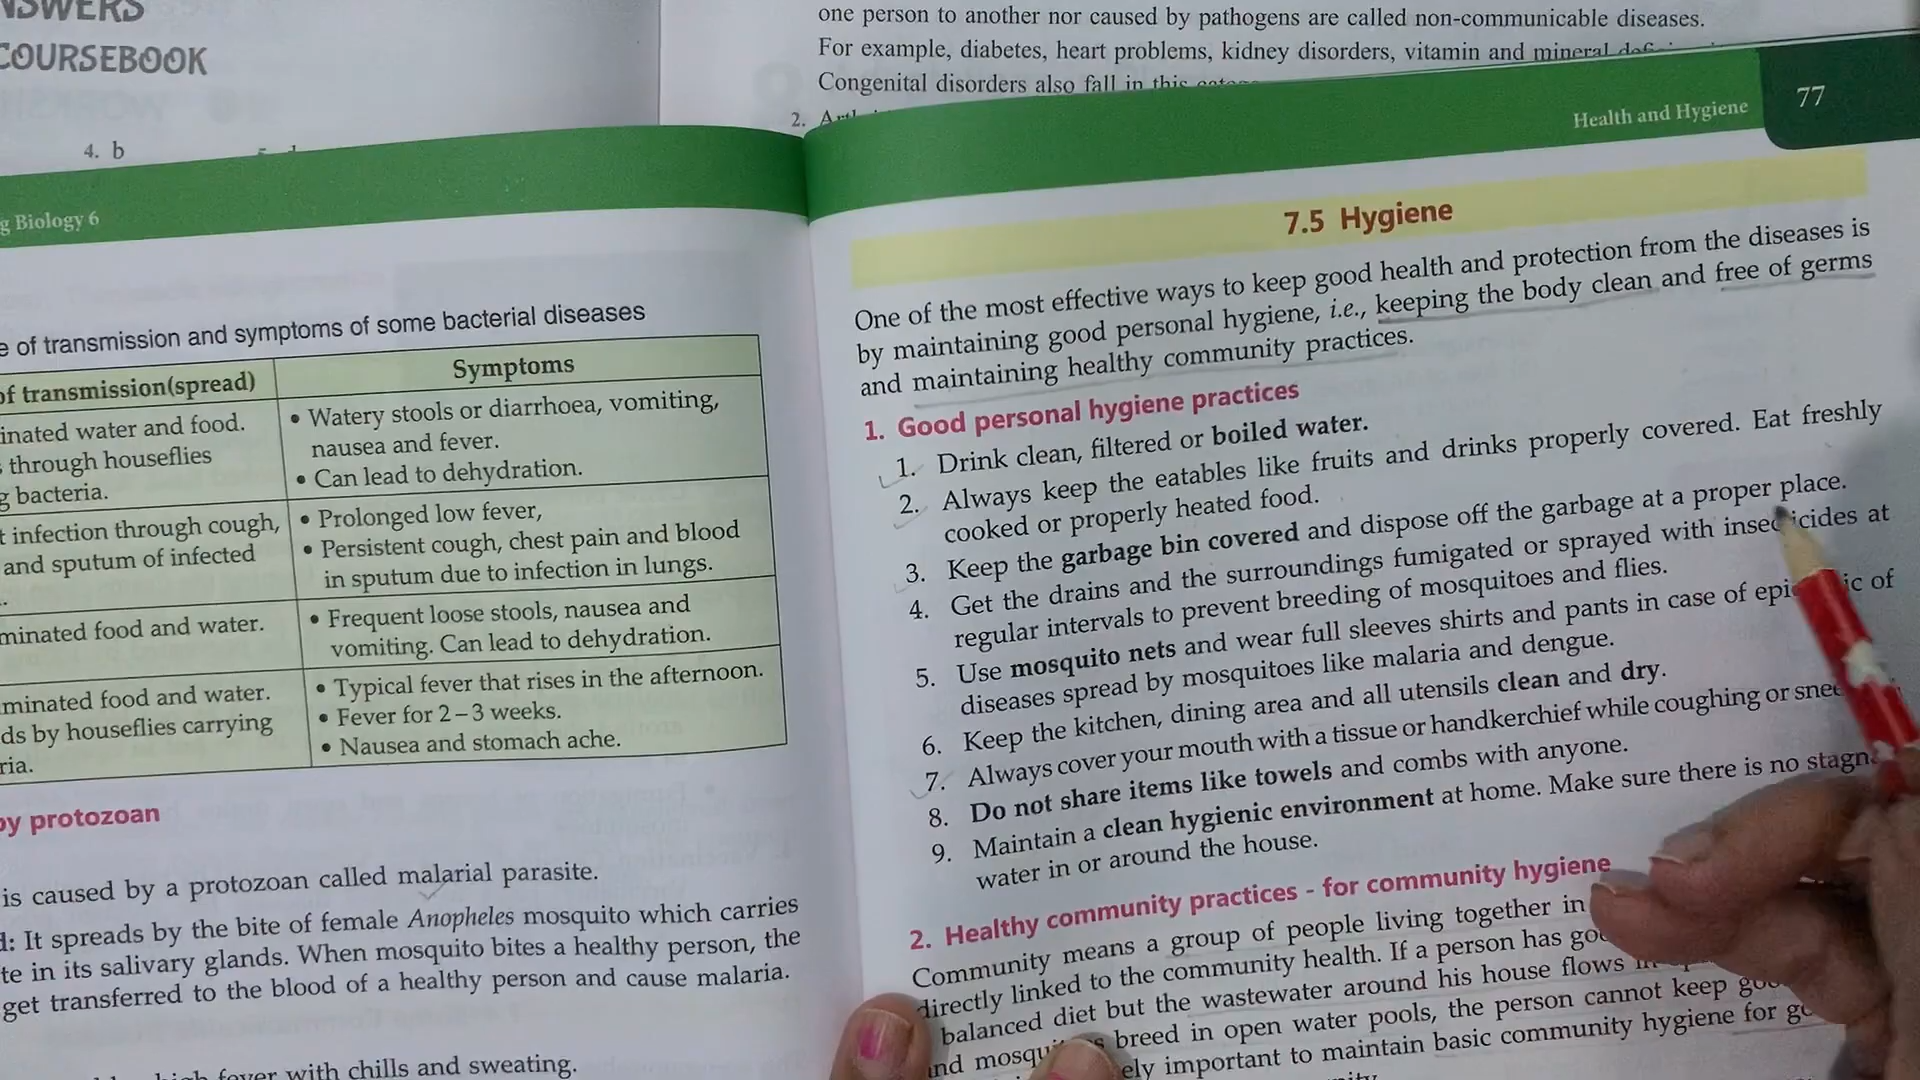 NSWERS
COURSEBOOK
4. b
one person to another nor caused by pathogens are called non-communicable diseases.
For example, diabetes, heart problems, kidney disorders, vitamin and mineral
Congenital disorders also fall in this
2.
g Biology 6
e of transmission and symptoms of some bacterial diseases
of transmission(spread)
Symptoms
inated water and food.
through houseflies
g bacteria.
• Watery stools or diarrhoea, vomiting,
nausea and fever.
• Can lead to dehydration.
t infection through cough,
and sputum of infected
• Prolonged low fever,
• Persistent cough, chest pain and blood
in sputum due to infection in lungs.
minated food and water.
• Frequent loose stools, nausea and
vomiting. Can lead to dehydration.
minated food and water.
ds by houseflies carrying
ria.
• Typical fever that rises in the afternoon.
• Fever for 2 – 3 weeks.
• Nausea and stomach ache.
by protozoan
is caused by a protozoan called malarial parasite.
d: It spreads by the bite of female Anopheles mosquito which carries
te in its salivary glands. When mosquito bites a healthy person, the
get transferred to the blood of a healthy person and cause malaria.
fever with chills and sweating.
Health and Hygiene
77
7.5 Hygiene
One of the most effective ways to keep good health and protection from the diseases is
by maintaining good personal hygiene, i.e., keeping the body clean and free of germs
and maintaining healthy community practices.
1. Good personal hygiene practices
1. Drink clean, filtered or boiled water.
2. Always keep the eatables like fruits and drinks properly covered. Eat freshly
cooked or properly heated food.
3. Keep the garbage bin covered and dispose off the garbage at a proper place.
4. Get the drains and the surroundings fumigated or sprayed with insecticides at
regular intervals to prevent breeding of mosquitoes and flies.
5. Use mosquito nets and wear full sleeves shirts and pants in case of epi ic of
diseases spread by mosquitoes like malaria and dengue.
6. Keep the kitchen, dining area and all utensils clean and dry.
7. Always cover your mouth with a tissue or handkerchief while coughing or snee
8. Do not share items like towels and combs with anyone.
9. Maintain a clean hygienic environment at home. Make sure there is no stagn
water in or around the house.
2. Healthy community practices - for community hygiene
Community means a group of people living together in
directly linked to the community health. If a person has go
balanced diet but the wastewater around his house flows
nd mosqu s breed in open water pools, the person cannot keep go
ely important to maintain basic community hygiene for g